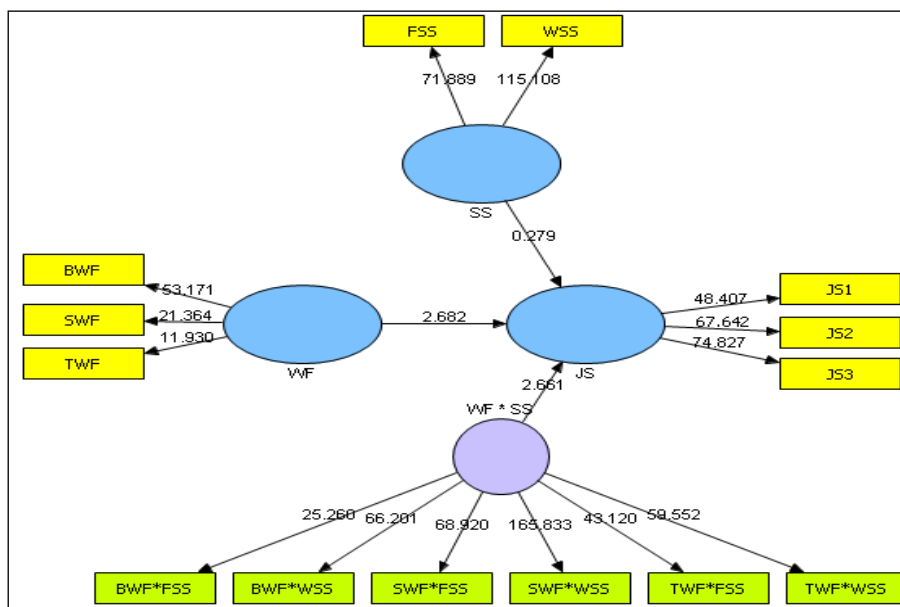 FSS WSS
71.889 115.108
SS
0.279
BWF
53.171
SWF
21.364
TWF
11.930
WF
2.682
JS
48.407
JS1
67.642
JS2
74.827
JS3
2.661
WF * SS
25.260 66.201 68.920 165.833 43.120 59.552
BWF*FSS BWF*WSS SWF*FSS SWF*WSS TWF*FSS TWF*WSS